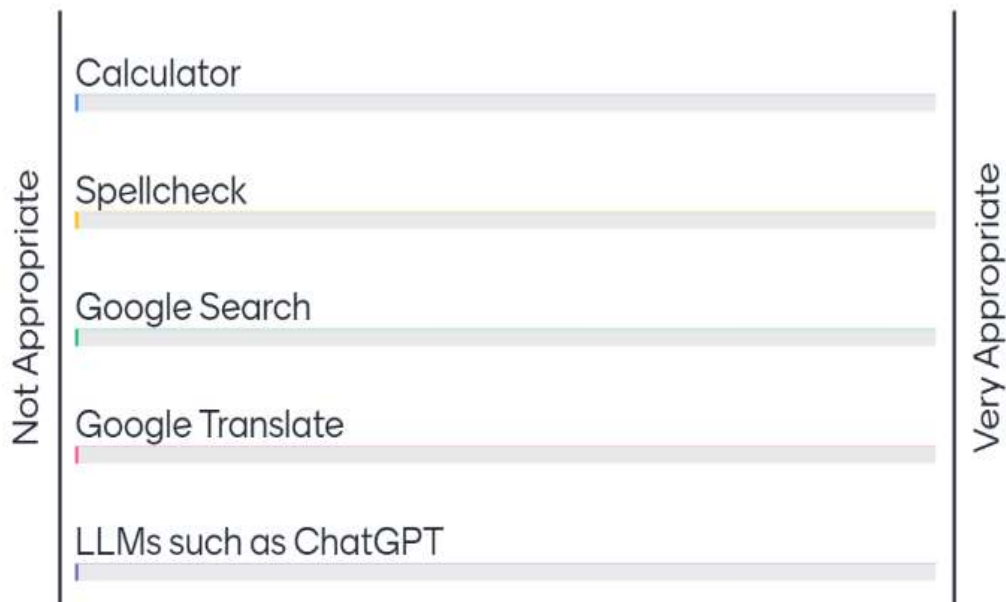 Not Appropriate
Calculator
Spellcheck
Google Search
Google Translate
LLMs such as ChatGPT
Very Appropriate